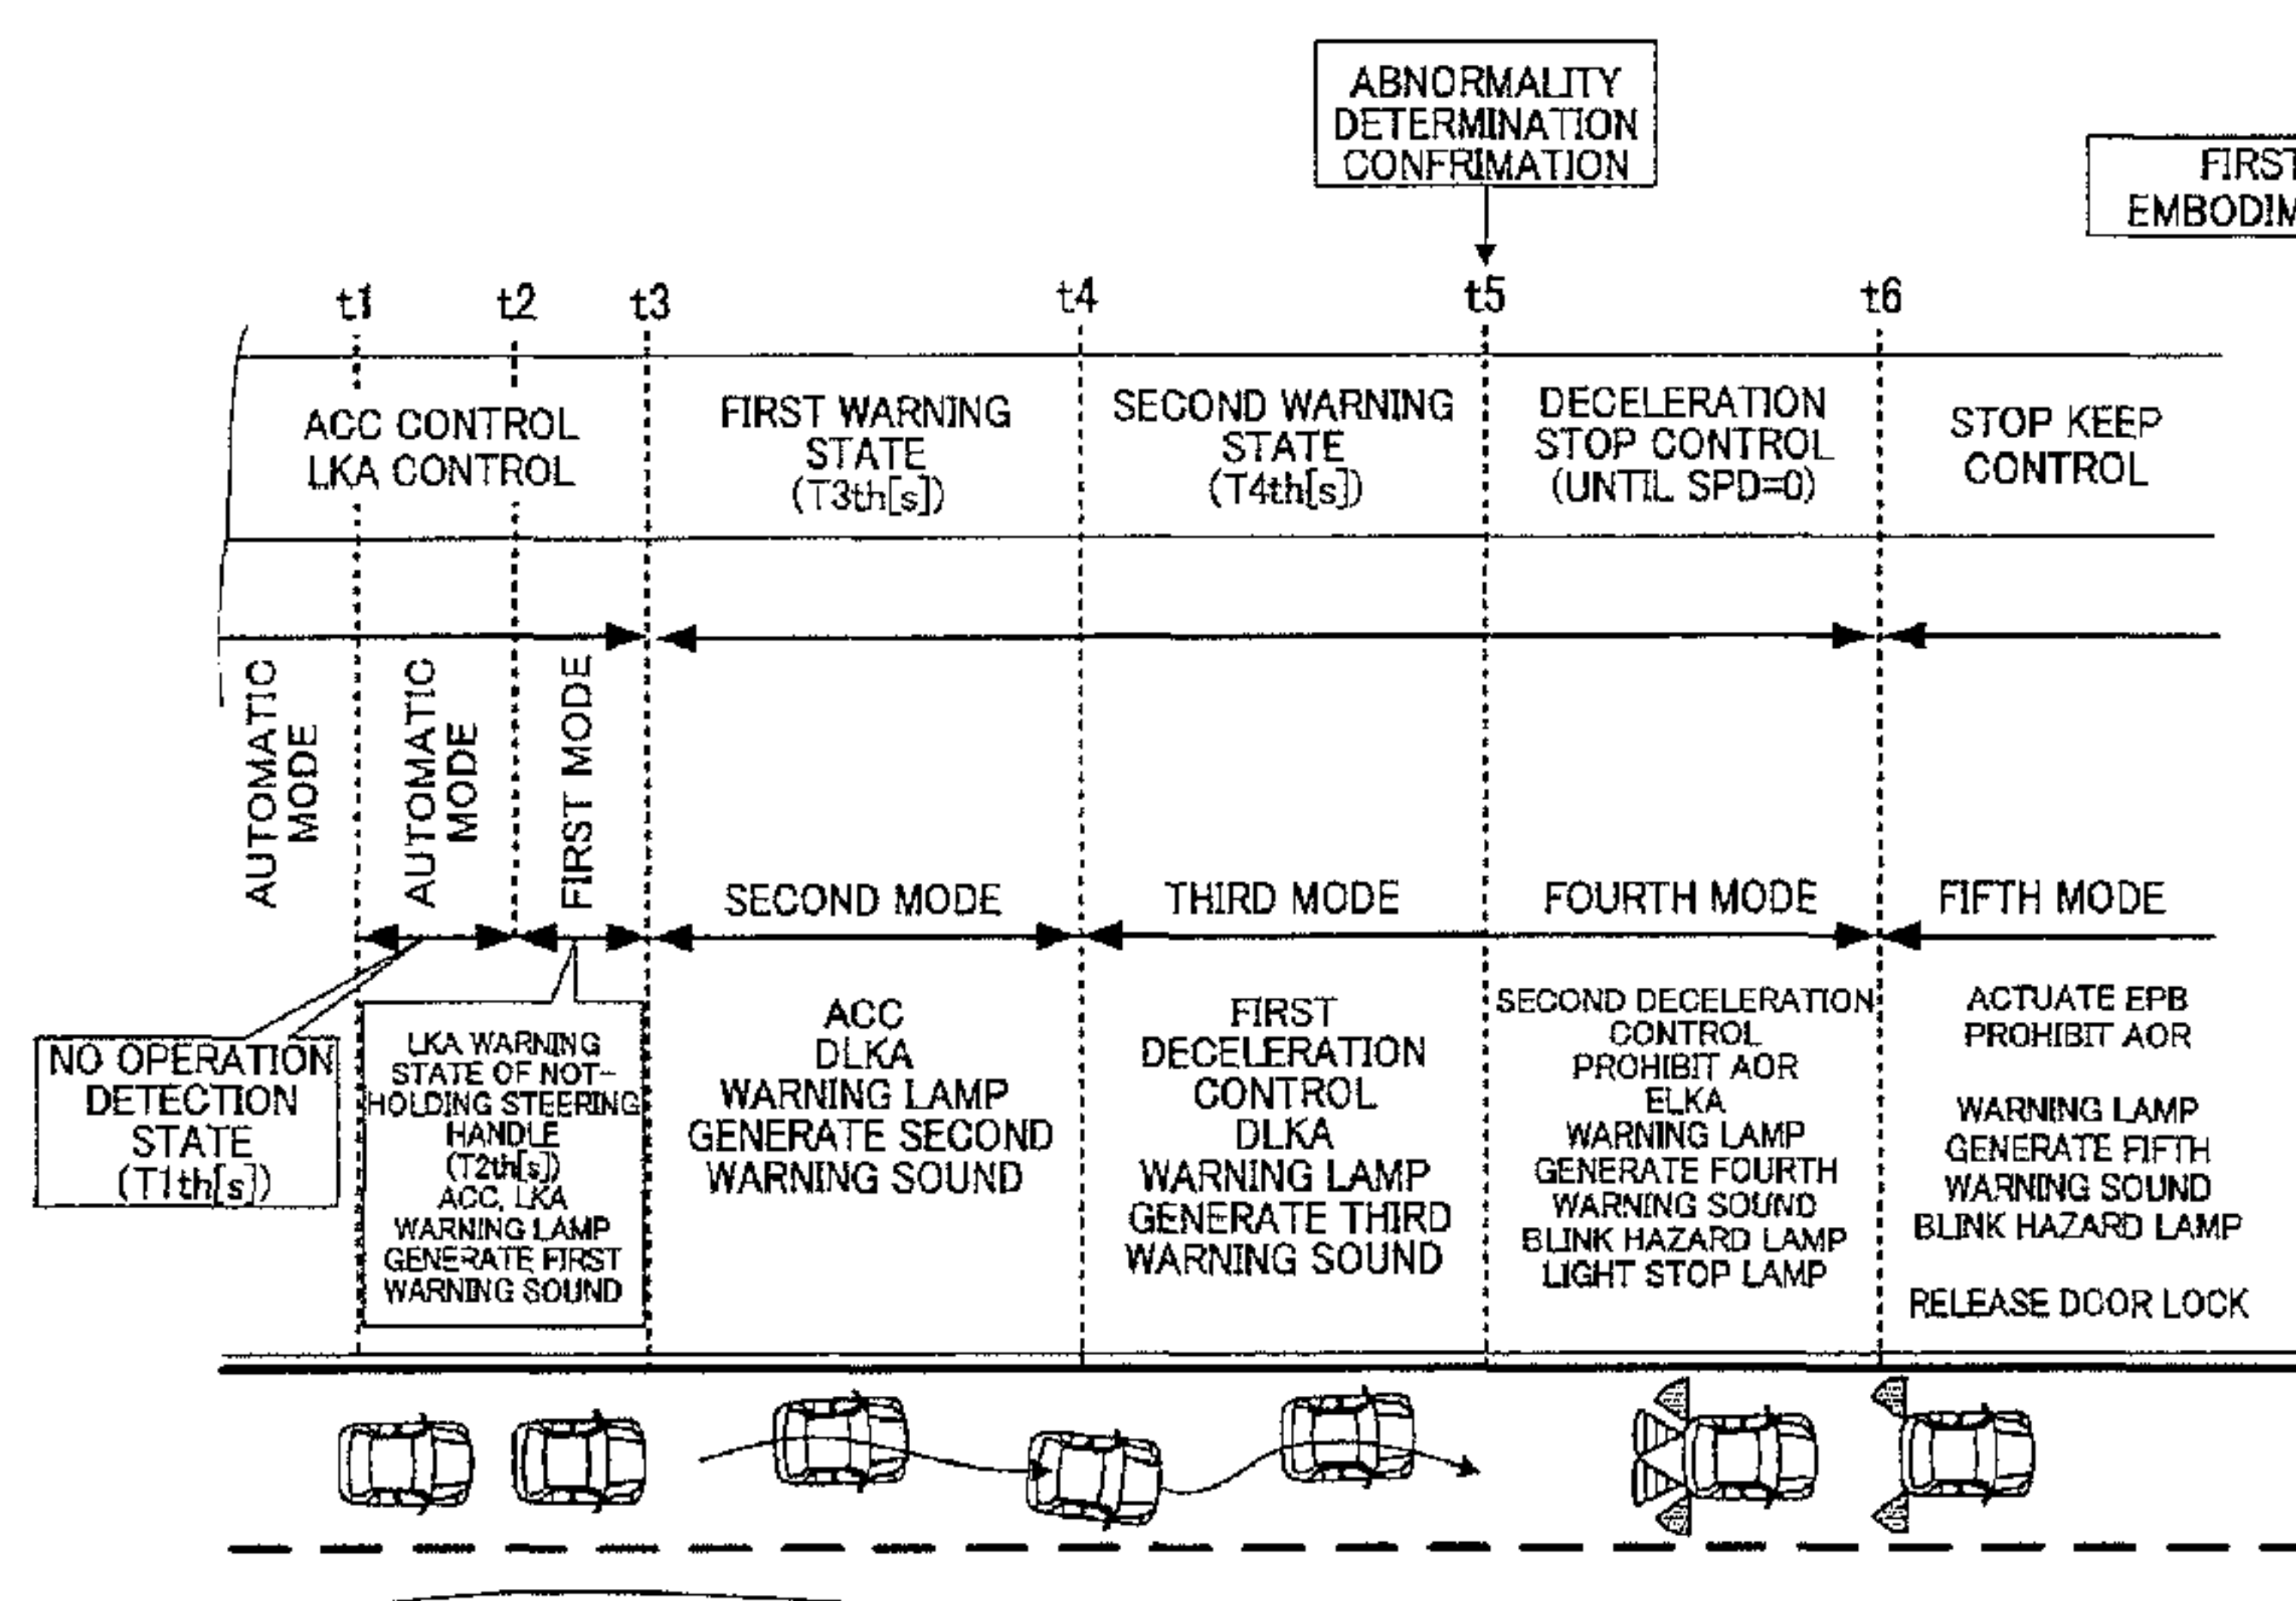 ABNORMALITY
DETERMINATION
CONFRIMATION
FIRST
EMBODIM
t1
t2
t3
t4
t5
t6
ACC CONTROL
LKA CONTROL
FIRST WARNING
STATE
(T3th[s])
SECOND WARNING
STATE
(T4th[s])
DECELERATION
STOP CONTROL
(UNTIL SPD=0)
STOP KEEP
CONTROL
AUTOMATIC
MODE
AUTOMATIC
MODE
FIRST MODE
SECOND MODE
THIRD MODE
FOURTH MODE
FIFTH MODE
NO OPERATION
DETECTION
STATE
(T1th[s])
LKA WARNING
STATE OF NOT-
HOLDING STEERING
HANDLE
(T2th[s])
ACC, LKA
WARNING LAMP
GENERATE FIRST
WARNING SOUND
ACC
DLKA
WARNING LAMP
GENERATE SECOND
WARNING SOUND
FIRST
DECELERATION
CONTROL
DLKA
WARNING LAMP
GENERATE THIRD
WARNING SOUND
SECOND DECELERATION
CONTROL
PROHIBIT AOR
ELKA
WARNING LAMP
GENERATE FOURTH
WARNING SOUND
BLINK HAZARD LAMP
LIGHT STOP LAMP
ACTUATE EPB
PROHIBIT AOR
WARNING LAMP
GENERATE FIFTH
WARNING SOUND
BLINK HAZARD LAMP
RELEASE DOOR LOCK